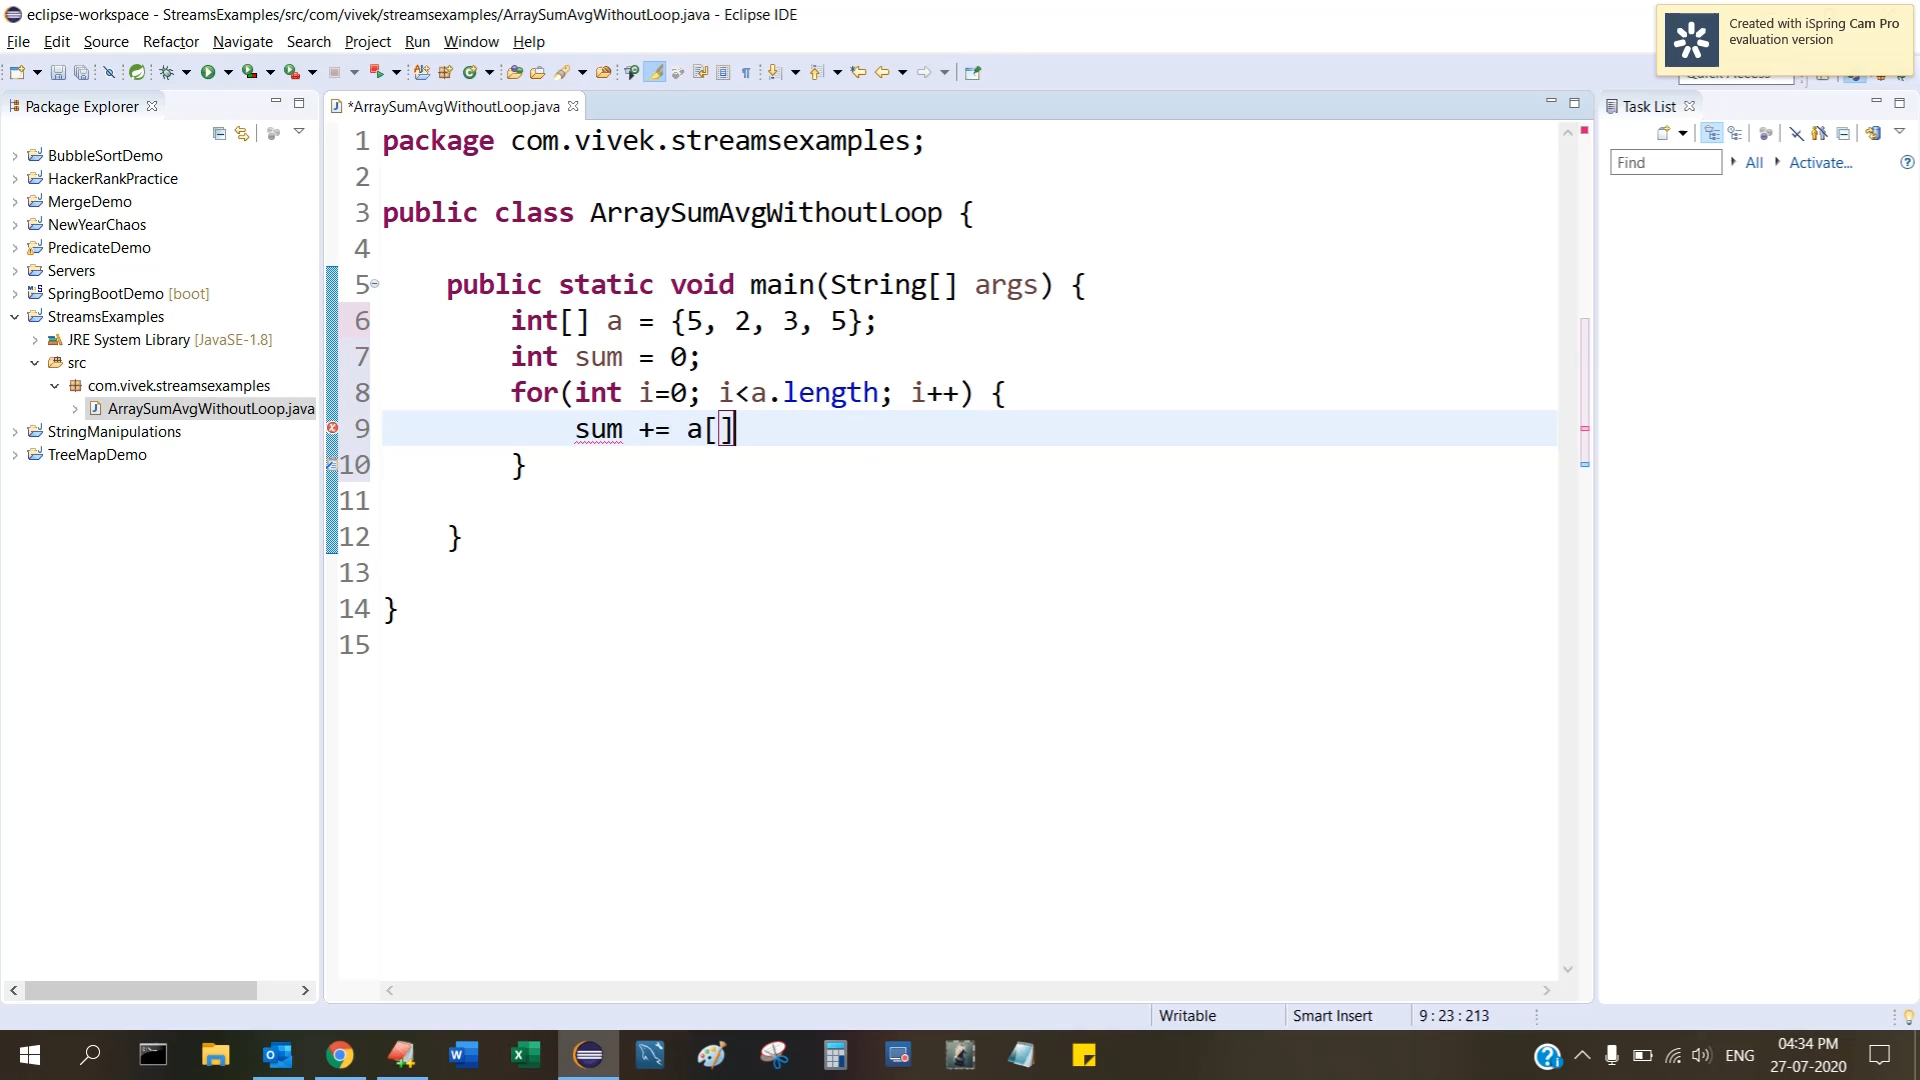 eclipse-workspace - StreamsExamples/src/com/vivek/streamsexamples/ArraySumAvgWithoutLoop.java - Eclipse IDE
Created with iSpring Cam Pro
evaluation version
File Edit Source Refactor Navigate Search Project Run Window Help
Package Explorer
*ArraySumAvgWithoutLoop.java
Task List
Find
All
Activate...
BubbleSortDemo
HackerRankPractice
MergeDemo
NewYearChaos
PredicateDemo
Servers
SpringBootDemo [boot]
StreamsExamples
JRE System Library [JavaSE-1.8]
src
com.vivek.streamsexamples
ArraySumAvgWithoutLoop.java
StringManipulations
TreeMapDemo
1 package com.vivek.streamsexamples;
2
3 public class ArraySumAvgWithoutLoop {
4
5 public static void main(String[] args) {
6 int[] a = {5, 2, 3, 5};
7 int sum = 0;
8 for(int i=0; i<a.length; i++) {
9 sum += a[]
10 }
11
12 }
13
14 }
15
Writable
Smart Insert
9 : 23 : 213
ENG
04:34 PM
27-07-2020